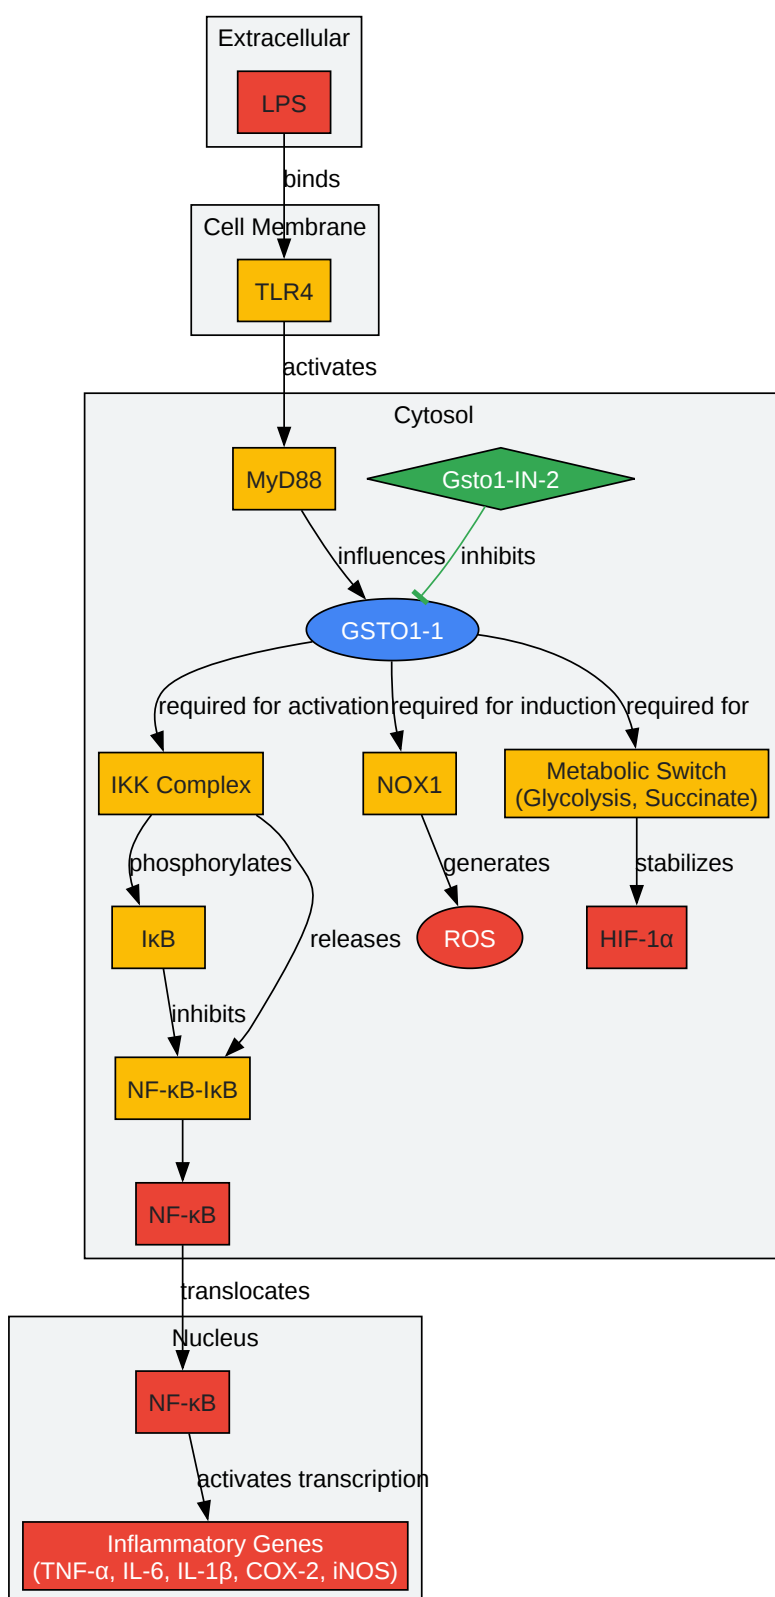 Extracellular
LPS
binds
Cell Membrane
TLR4
activates
Cytosol
MyD88
Gsto1-IN-2
influences
inhibits
GSTO1-1
required for activation
required for induction
required for
IKK Complex
NOX1
Metabolic Switch
(Glycolysis, Succinate)
phosphorylates
generates
stabilizes
IκB
releases
ROS
HIF-1α
inhibits
NF-κB-IκB
NF-κB
translocates
Nucleus
NF-κB
activates transcription
Inflammatory Genes
(TNF-α, IL-6, IL-1β, COX-2, iNOS)